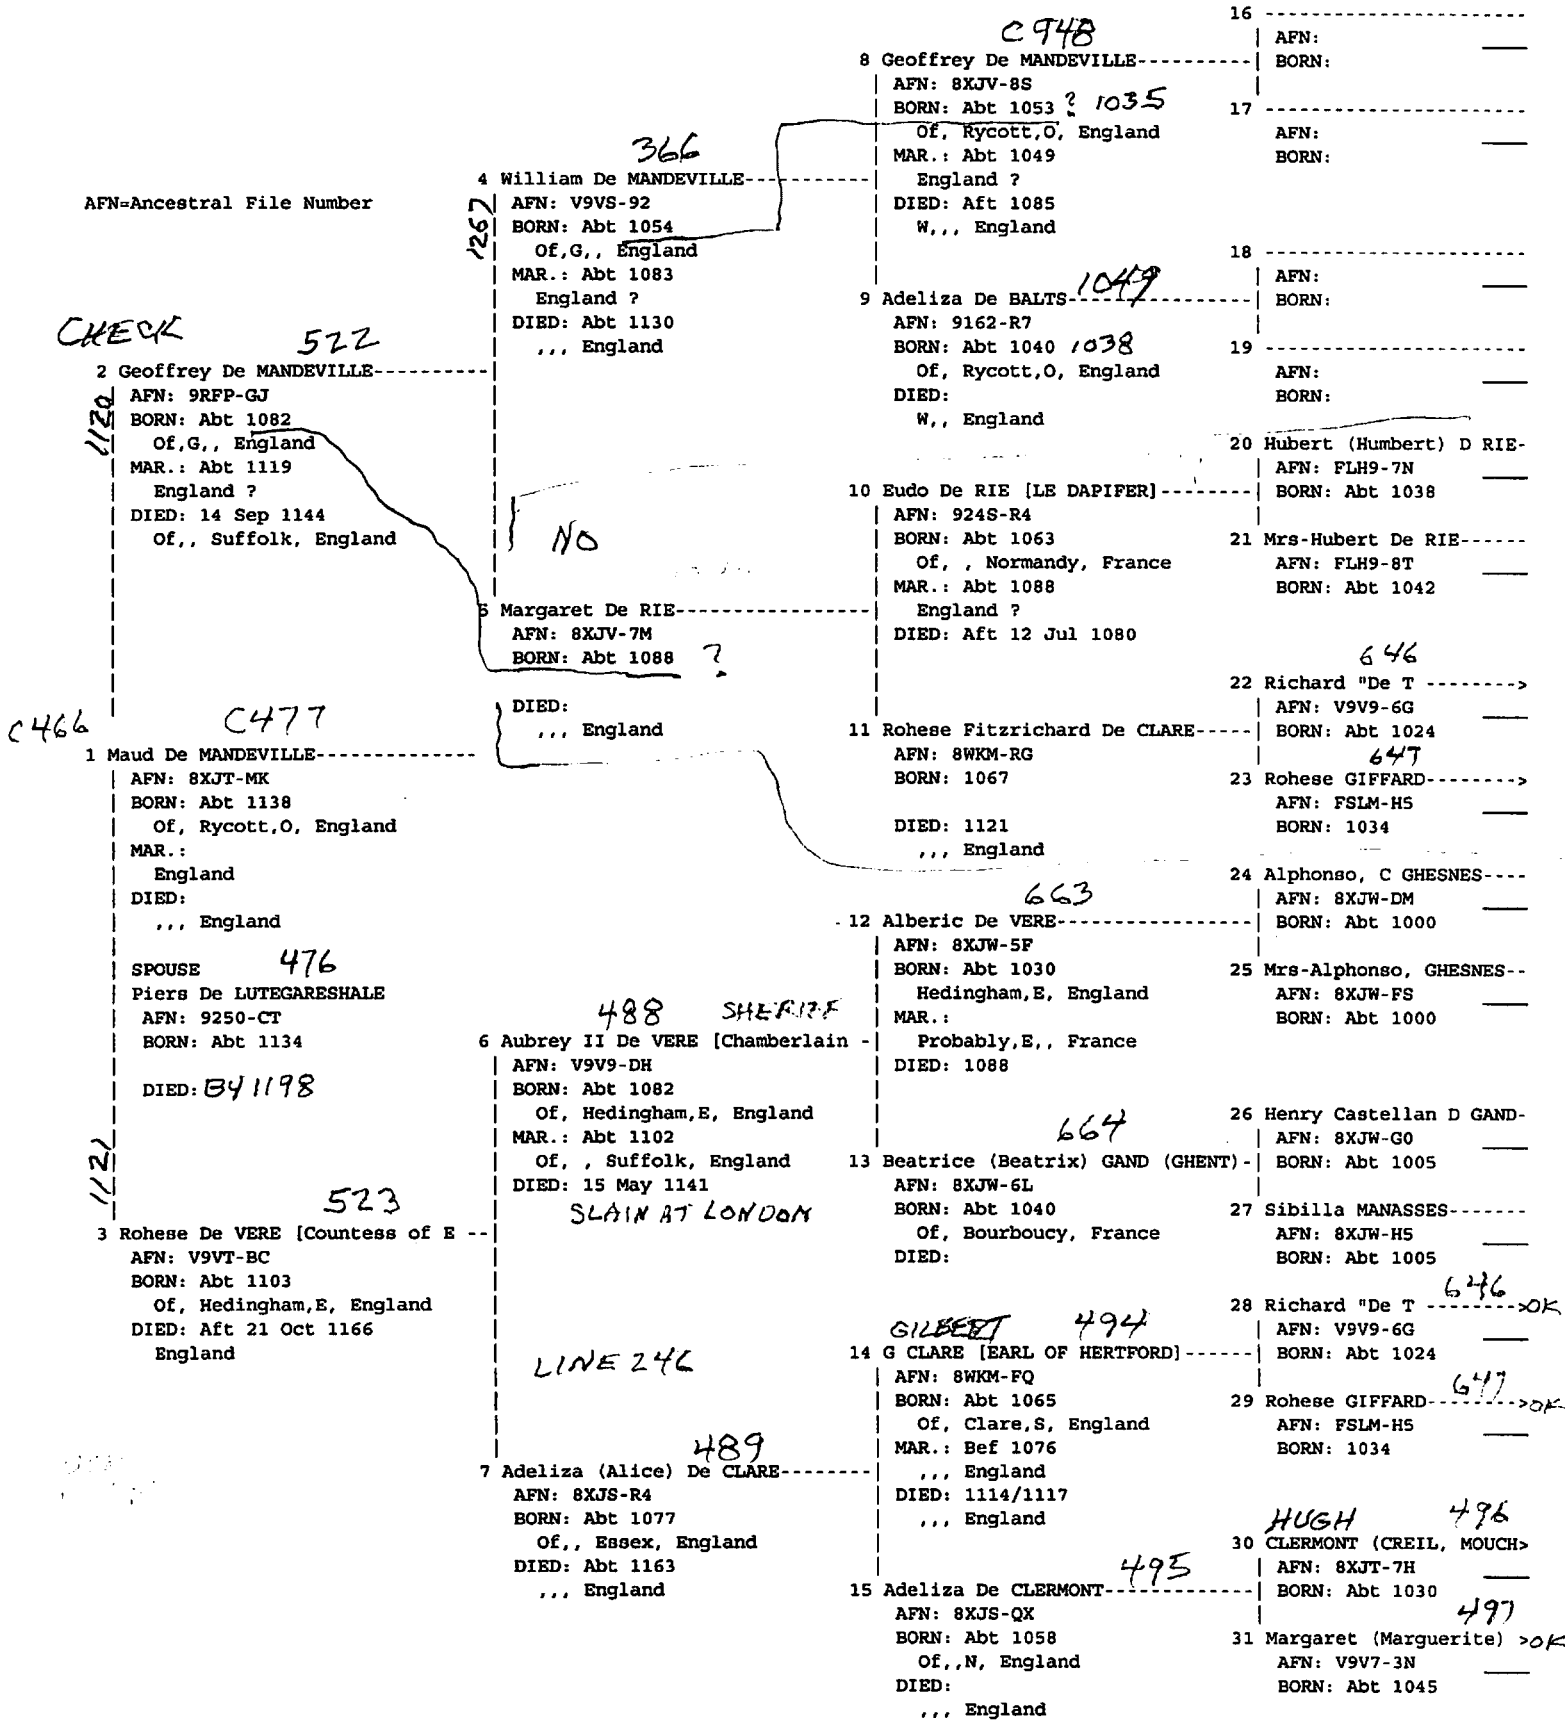 AFN=Ancestral File Number
CHECK
C466
C477
1 Maud De MANDEVILLE
AFN: 8XJT-MK
BORN: Abt 1138
Of, Rycott,O, England
MAR.:
England
DIED:
,,, England
SPOUSE 476
Piers De LUTEGARESHALE
AFN: 9250-CT
BORN: Abt 1134
DIED: BY 1198
522
2 Geoffrey De MANDEVILLE
1120
AFN: 9RFP-GJ
BORN: Abt 1082
Of,G,, England
MAR.: Abt 1119
England ?
DIED: 14 Sep 1144
Of,, Suffolk, England
1121
523
3 Rohese De VERE [Countess of E --
AFN: V9VT-BC
BORN: Abt 1103
Of, Hedingham,E, England
DIED: Aft 21 Oct 1166
England
366
4 William De MANDEVILLE
1267
AFN: V9VS-92
BORN: Abt 1054
Of,G,, England
MAR.: Abt 1083
England ?
DIED: Abt 1130
,,, England
NO
5 Margaret De RIE
AFN: 8XJV-7M
BORN: Abt 1088 ?
DIED:
,,, England
488 SHERIFF
6 Aubrey II De VERE [Chamberlain -
AFN: V9V9-DH
BORN: Abt 1082
Of, Hedingham,E, England
MAR.: Abt 1102
Of, , Suffolk, England
DIED: 15 May 1141
SLAIN AT LONDON
LINE 246
489
7 Adeliza (Alice) De CLARE
AFN: 8XJS-R4
BORN: Abt 1077
Of,, Essex, England
DIED: Abt 1163
,,, England
C948
8 Geoffrey De MANDEVILLE
AFN: 8XJV-8S
BORN: Abt 1053 ? 1035
Of, Rycott,O, England
MAR.: Abt 1049
England ?
DIED: Aft 1085
W,,, England
1049
9 Adeliza De BALTS
AFN: 9162-R7
BORN: Abt 1040 1038
Of, Rycott,O, England
DIED:
W,, England
10 Eudo De RIE [LE DAPIFER]
AFN: 924S-R4
BORN: Abt 1063
Of, , Normandy, France
MAR.: Abt 1088
England ?
DIED: Aft 12 Jul 1080
11 Rohese Fitzrichard De CLARE
AFN: 8WKM-RG
BORN: 1067
DIED: 1121
,,, England
663
12 Alberic De VERE
AFN: 8XJW-5F
BORN: Abt 1030
Hedingham,E, England
MAR.:
Probably,E,, France
DIED: 1088
664
13 Beatrice (Beatrix) GAND (GHENT)
AFN: 8XJW-6L
BORN: Abt 1040
Of, Bourboucy, France
DIED:
GILBERT 494
14 G CLARE [EARL OF HERTFORD]
AFN: 8WKM-FQ
BORN: Abt 1065
Of, Clare,S, England
MAR.: Bef 1076
,,, England
DIED: 1114/1117
,,, England
495
15 Adeliza De CLERMONT
AFN: 8XJS-QX
BORN: Abt 1058
Of,,N, England
DIED:
,,, England
16
AFN:
BORN:
17
AFN:
BORN:
18
AFN:
BORN:
19
AFN:
BORN:
20 Hubert (Humbert) D RIE-
AFN: FLH9-7N
BORN: Abt 1038
21 Mrs-Hubert De RIE
AFN: FLH9-8T
BORN: Abt 1042
646
22 Richard "De T -------->
AFN: V9V9-6G
BORN: Abt 1024
647
23 Rohese GIFFARD-------->
AFN: FSLM-H5
BORN: 1034
24 Alphonso, C GHESNES----
AFN: 8XJW-DM
BORN: Abt 1000
25 Mrs-Alphonso, GHESNES--
AFN: 8XJW-FS
BORN: Abt 1000
26 Henry Castellan D GAND-
AFN: 8XJW-G0
BORN: Abt 1005
27 Sibilla MANASSES-------
AFN: 8XJW-H5
BORN: Abt 1005
646
28 Richard "De T --------> OK
AFN: V9V9-6G
BORN: Abt 1024
647
29 Rohese GIFFARD--------> OK
AFN: FSLM-H5
BORN: 1034
HUGH 496
30 CLERMONT (CREIL, MOUCH>
AFN: 8XJT-7H
BORN: Abt 1030
497
31 Margaret (Marguerite) > OK
AFN: V9V7-3N
BORN: Abt 1045